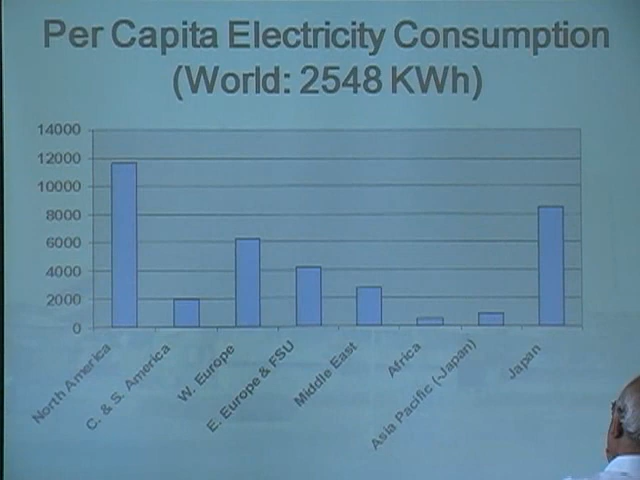 Per Capita Electricity Consumption
(World: 2548 KWh)
14000
12000
10000
8000
6000
4000
2000
0
North America
C. & S. America
W. Europe
E. Europe & FSU
Middle East
Africa
Asia Pacific (-Japan)
Japan